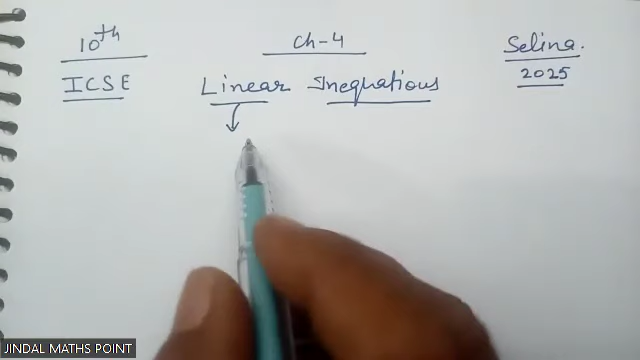 10th Ch-4 Selina.
ICSE Linear Inequations 2025
JINDAL MATHS POINT